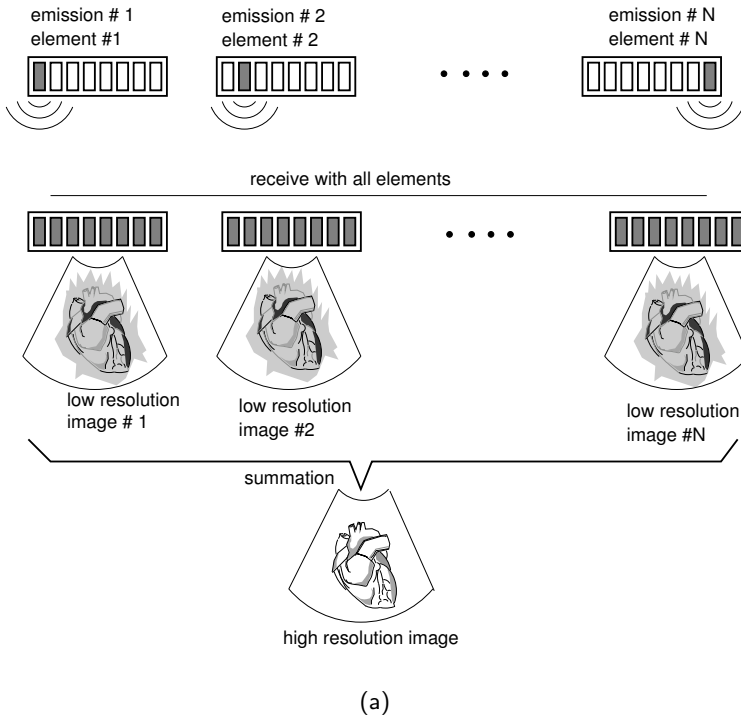 emission # 1
element #1
emission # 2
element # 2
emission # N
element # N
receive with all elements
low resolution
image # 1
low resolution
image #2
low resolution
image #N
summation
high resolution image
(a)